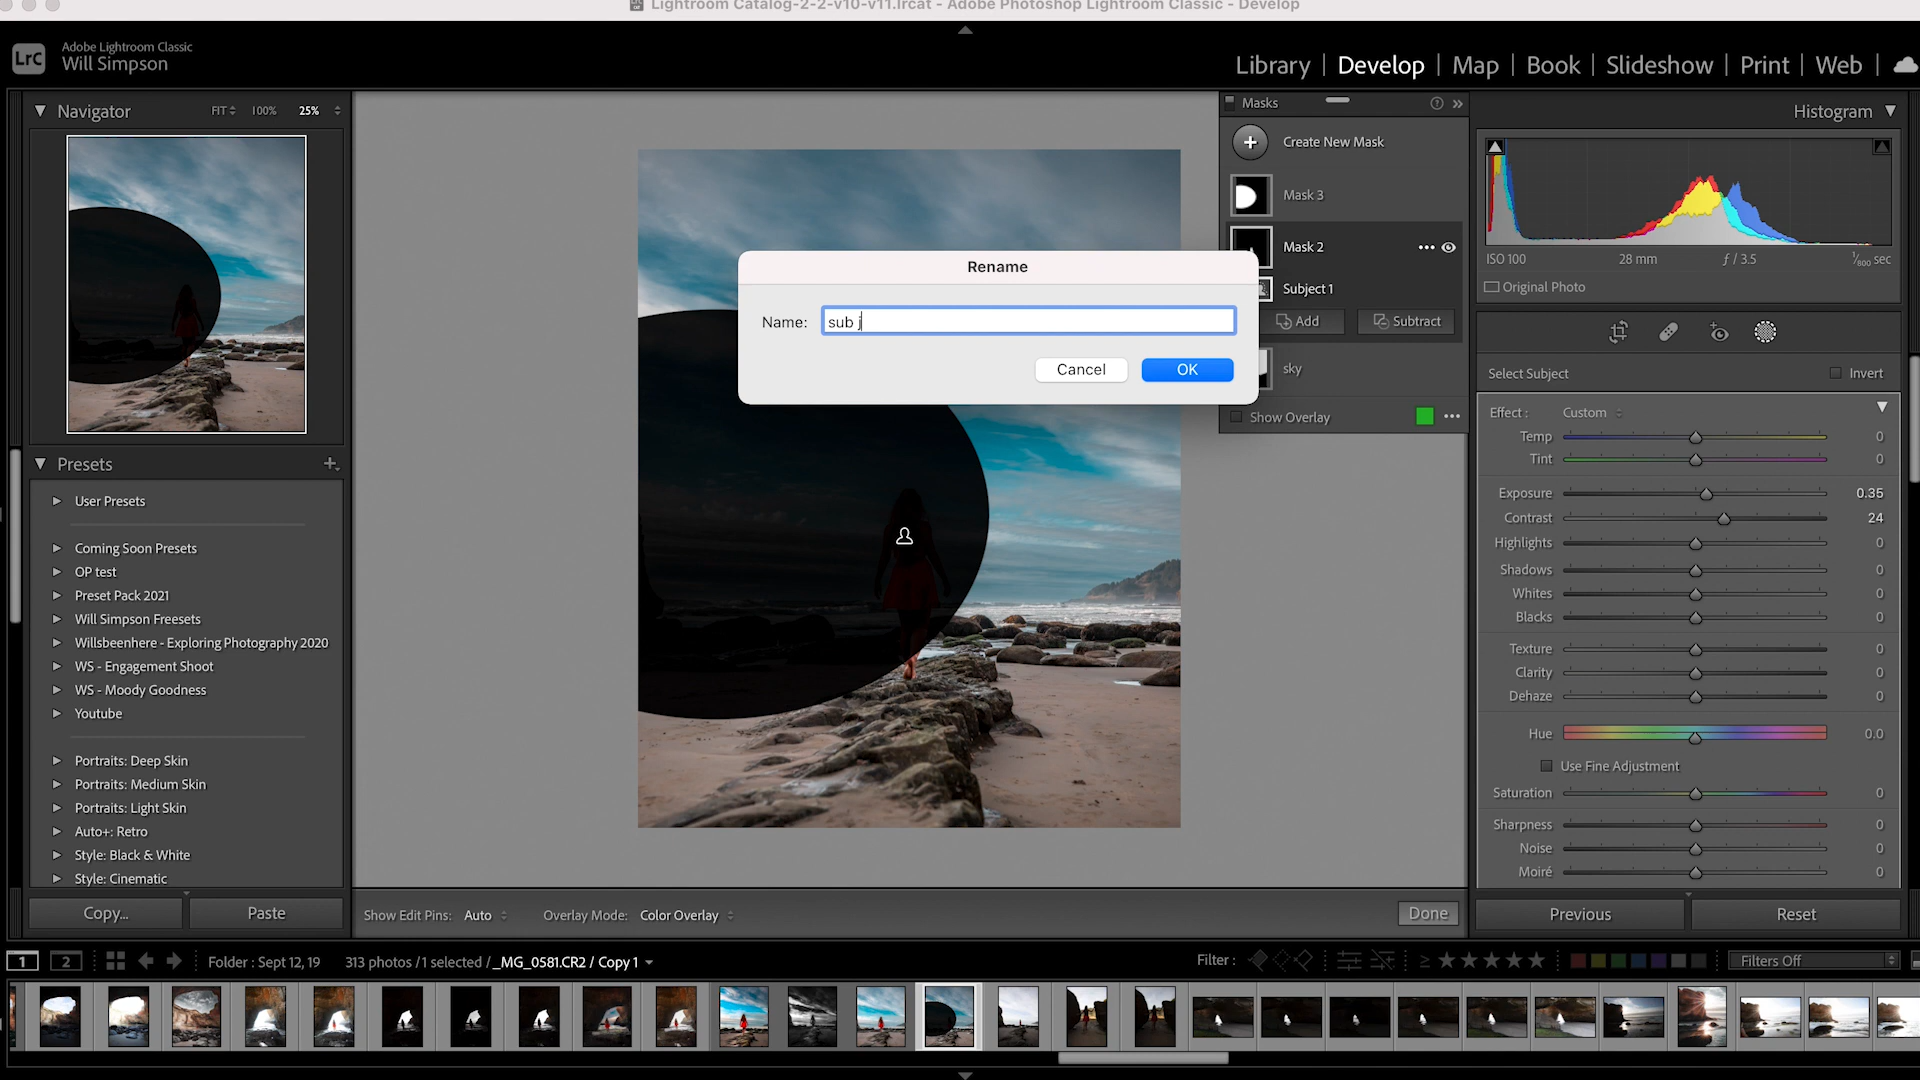 Lightroom Catalog-2-2-v10-v11.lrcat - Adobe Photoshop Lightroom Classic - Develop
LrC
Adobe Lightroom Classic
Will Simpson
Library | Develop | Map | Book | Slideshow | Print | Web |
Navigator
FIT 100% 25%
Presets
User Presets
Coming Soon Presets
OP test
Preset Pack 2021
Will Simpson Freesets
Willsbeenhere - Exploring Photography 2020
WS - Engagement Shoot
WS - Moody Goodness
Youtube
Portraits: Deep Skin
Portraits: Medium Skin
Portraits: Light Skin
Auto+: Retro
Style: Black & White
Style: Cinematic
Copy... Paste
Rename
Name: sub j
Cancel OK
Masks
Create New Mask
Mask 3
Mask 2
Subject 1
Add Subtract
sky
Show Overlay
Histogram
ISO 100 28 mm ƒ / 3.5 1/800 sec
Original Photo
Select Subject Invert
Effect : Custom
Temp 0
Tint 0
Exposure 0.35
Contrast 24
Highlights 0
Shadows 0
Whites 0
Blacks 0
Texture 0
Clarity 0
Dehaze 0
Hue 0.0
Use Fine Adjustment
Saturation 0
Sharpness 0
Noise 0
Moiré 0
Previous Reset
Show Edit Pins: Auto Overlay Mode: Color Overlay Done
1 2 Folder : Sept 12, 19 313 photos / 1 selected / _MG_0581.CR2 / Copy 1 Filter : ≥ ★★★★★ Filters Off